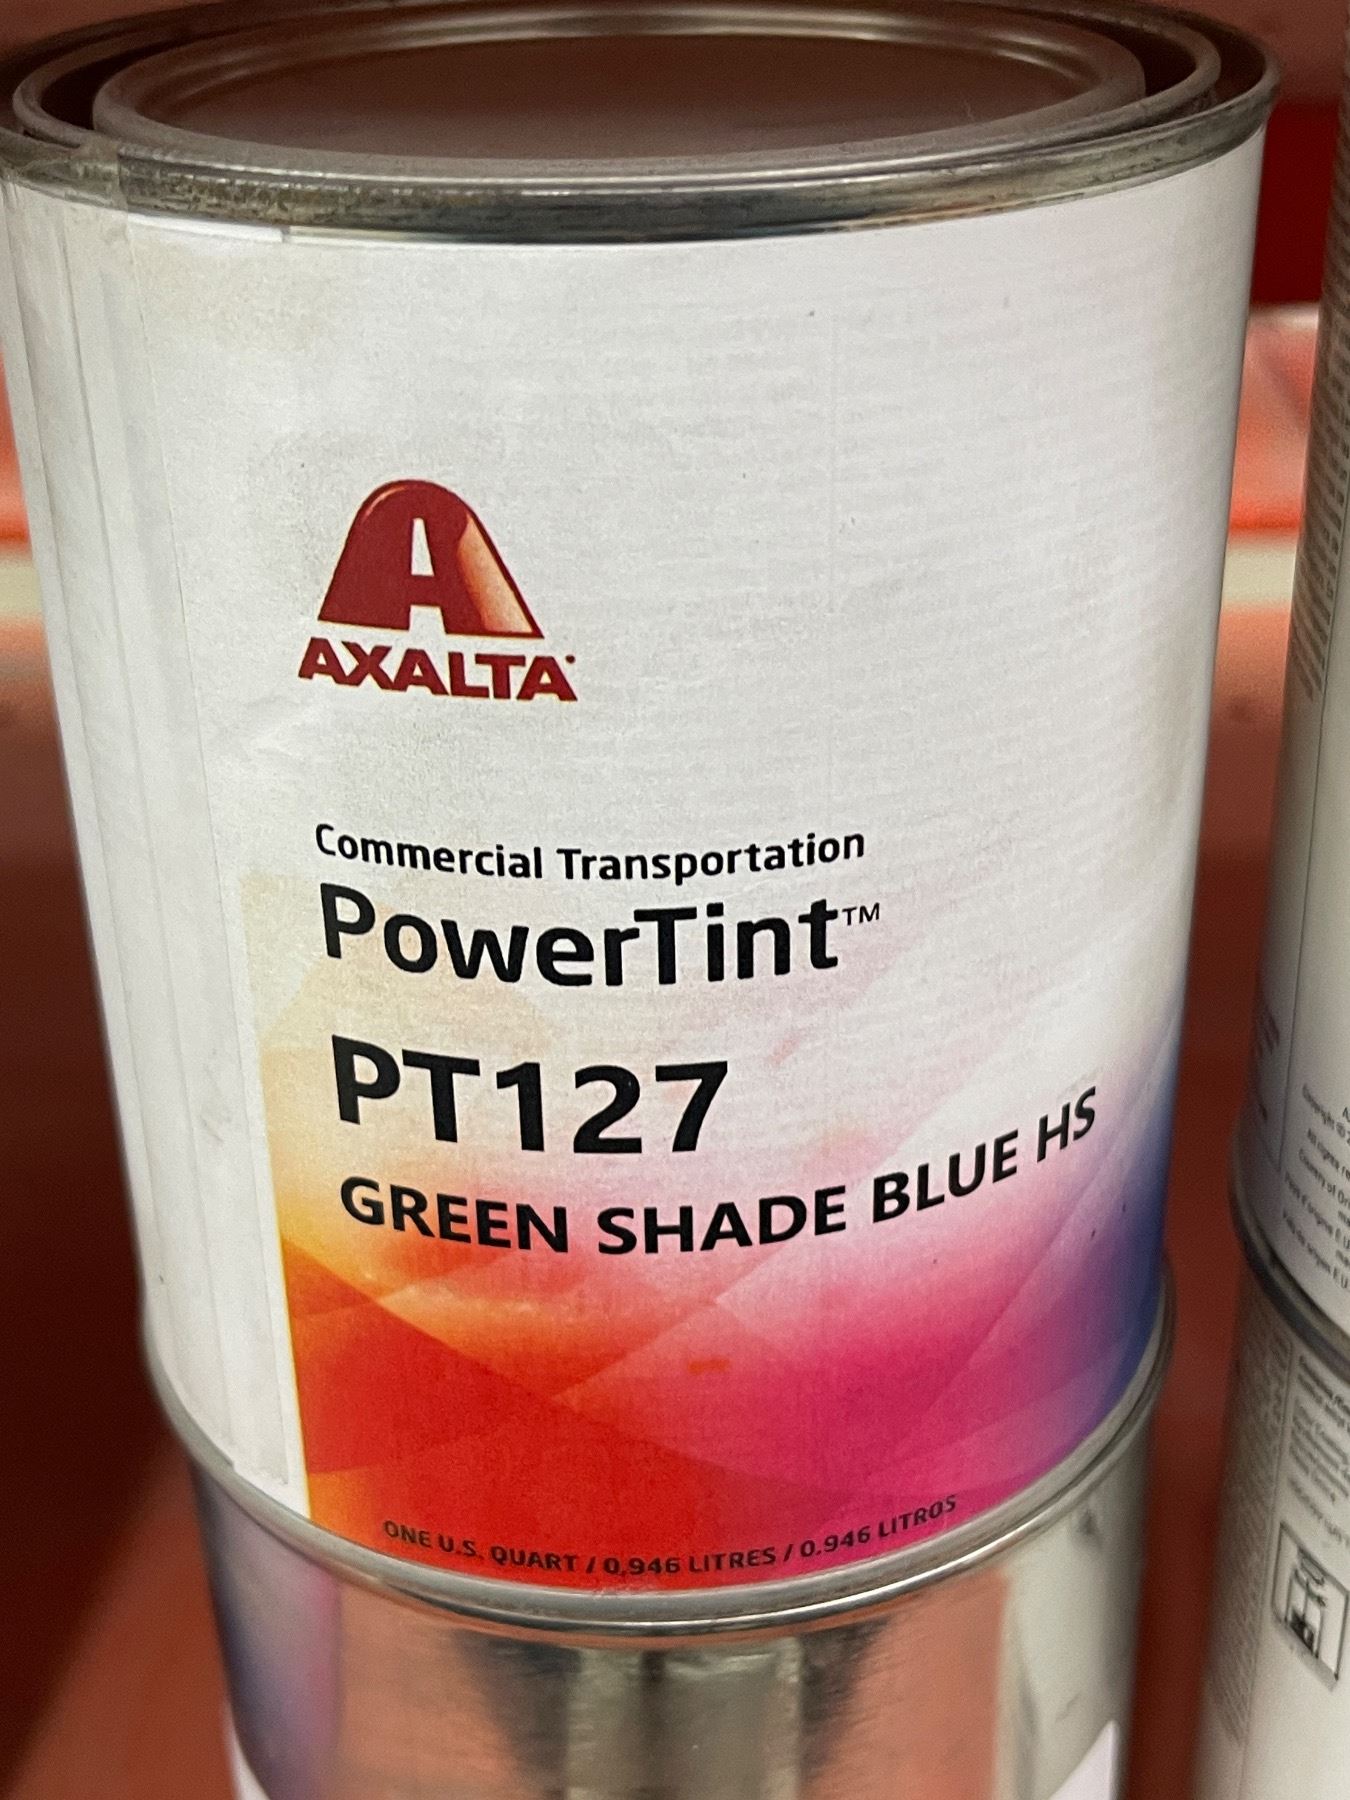 AXALTA
Commercial Transportation
PowerTint™
PT127
GREEN SHADE BLUE HS
ONE U.S. QUART / 0,946 LITRES / 0.946 LITROS